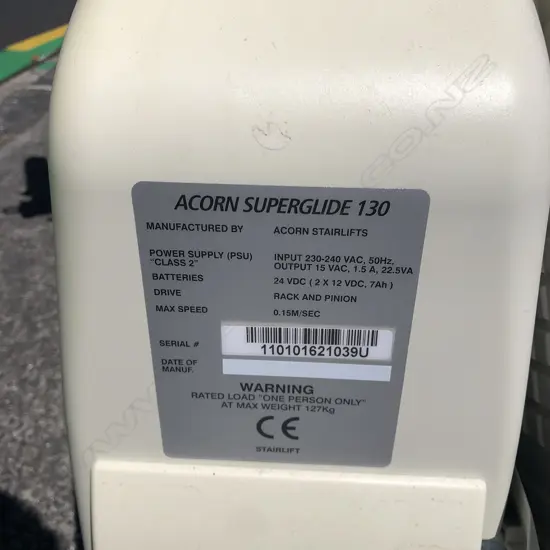 ACORN SUPERGLIDE 130
MANUFACTURED BY ACORN STAIRLIFTS
POWER SUPPLY (PSU) INPUT 230-240 VAC, 50Hz,
"CLASS 2" OUTPUT 15 VAC, 1.5 A, 22.5VA
BATTERIES 24 VDC ( 2 X 12 VDC, 7Ah )
DRIVE RACK AND PINION
MAX SPEED 0.15M/SEC
SERIAL # 110101621039U
DATE OF
MANUF.
WARNING
RATED LOAD "ONE PERSON ONLY"
AT MAX WEIGHT 127Kg
CE
STAIRLIFT